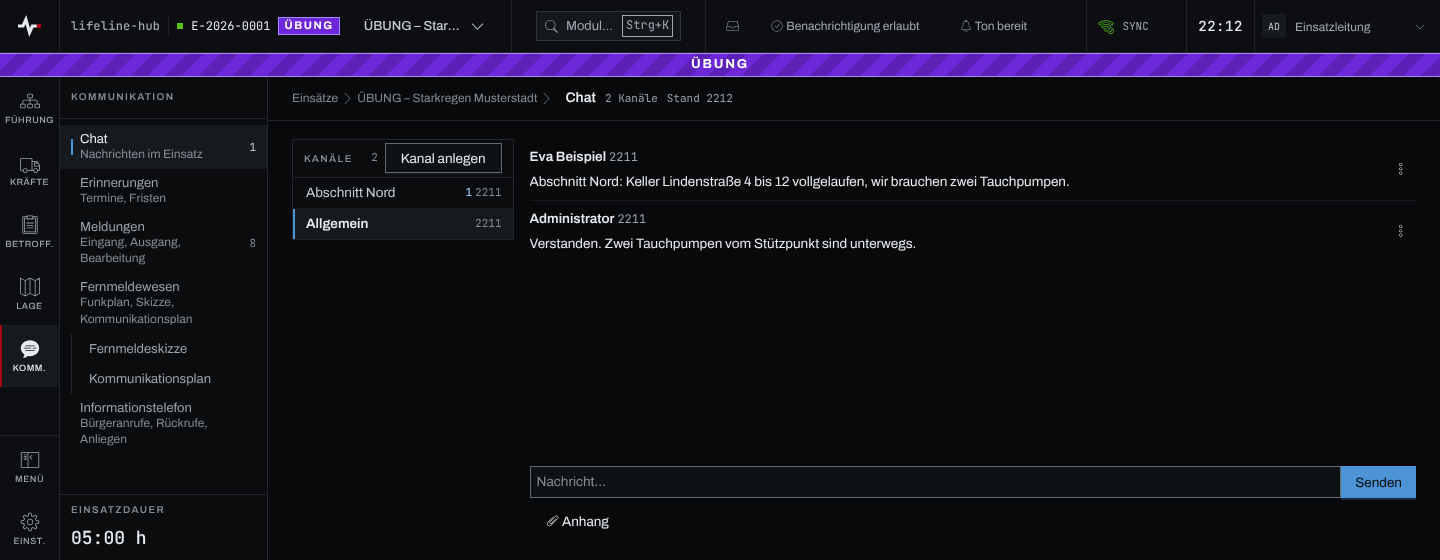 lifeline-hub E-2026-0001 ÜBUNG ÜBUNG – Star... Modul... Strg+K Benachrichtigung erlaubt Ton bereit SYNC 22:12 AD Einsatzleitung
ÜBUNG
FÜHRUNG
KRÄFTE
BETROFF.
LAGE
KOMM.
MENÜ
EINST.
KOMMUNIKATION
Chat
Nachrichten im Einsatz 1
Erinnerungen
Termine, Fristen
Meldungen
Eingang, Ausgang, 8
Bearbeitung
Fernmeldewesen
Funkplan, Skizze,
Kommunikationsplan
Fernmeldeskizze
Kommunikationsplan
Informationstelefon
Bürgeranrufe, Rückrufe,
Anliegen
EINSATZDAUER
05:00 h
Einsätze ÜBUNG – Starkregen Musterstadt Chat 2 Kanäle Stand 2212
KANÄLE 2 Kanal anlegen
Abschnitt Nord 1 2211
Allgemein 2211
Eva Beispiel 2211
Abschnitt Nord: Keller Lindenstraße 4 bis 12 vollgelaufen, wir brauchen zwei Tauchpumpen.
Administrator 2211
Verstanden. Zwei Tauchpumpen vom Stützpunkt sind unterwegs.
Nachricht... Senden
Anhang